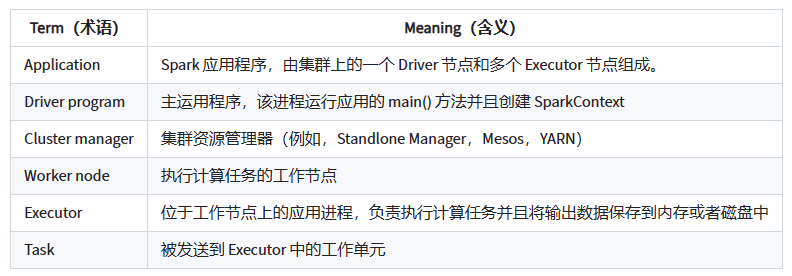 Term（术语） Meaning（含义）
Application Spark 应用程序，由集群上的一个 Driver 节点和多个 Executor 节点组成。
Driver program 主运用程序，该进程运行应用的 main() 方法并且创建 SparkContext
Cluster manager 集群资源管理器（例如，Standlone Manager，Mesos，YARN）
Worker node 执行计算任务的工作节点
Executor 位于工作节点上的应用进程，负责执行计算任务并且将输出数据保存到内存或者磁盘中
Task 被发送到 Executor 中的工作单元